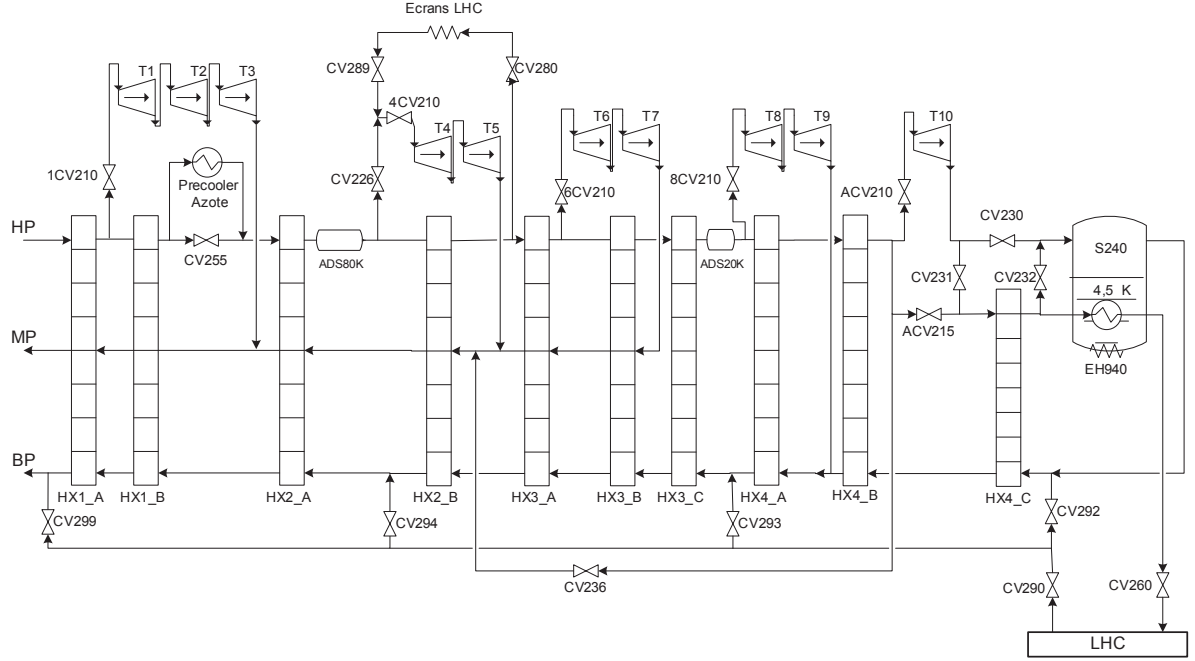 Ecrans LHC
T1
T2
T3
CV289
CV280
4CV210
T4
T5
T6
T7
T8
T9
T10
1CV210
Precooler
Azote
CV226
6CV210
8CV210
ACV210
HP
CV255
ADS80K
ADS20K
CV230
S240
CV231
CV232
4,5 K
ACV215
MP
EH940
BP
HX1_A
HX1_B
HX2_A
HX2_B
HX3_A
HX3_B
HX3_C
HX4_A
HX4_B
HX4_C
CV299
CV294
CV293
CV292
CV236
CV290
CV260
LHC